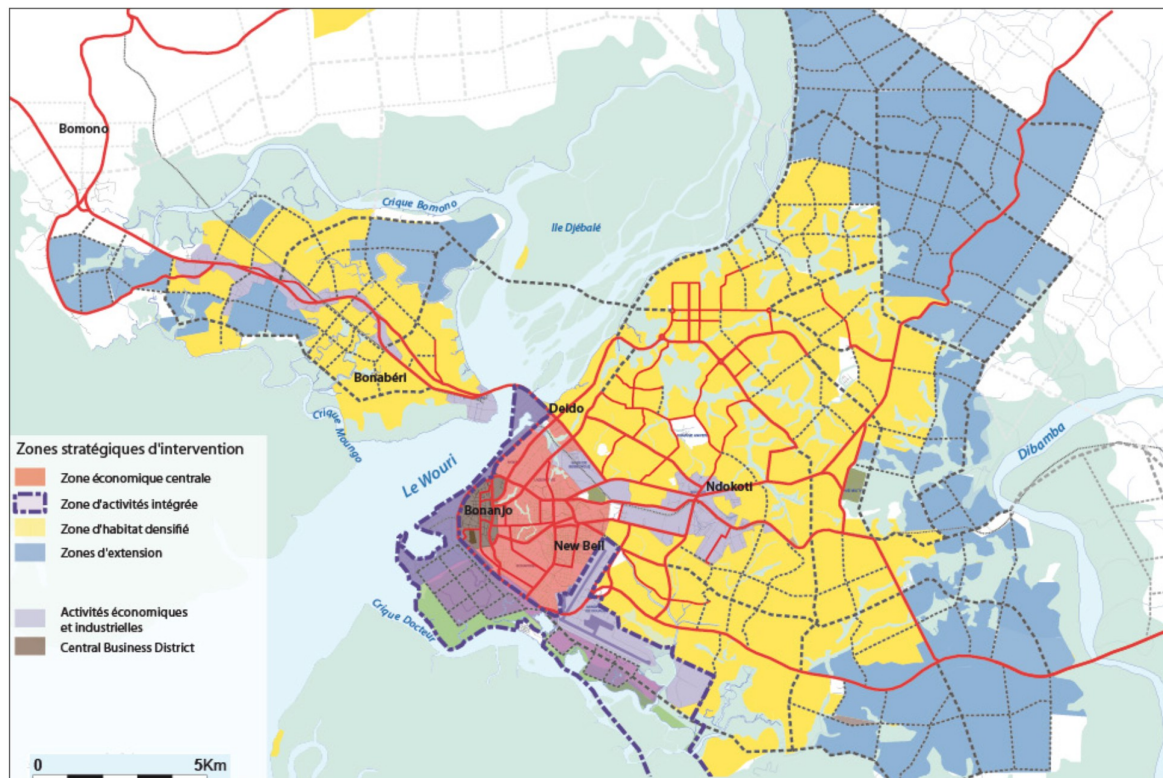 Bomono
Crique Bomono
Ile Djébalé
Bonabéri
Deïdo
Crique Moungo
Dibamba
Zones stratégiques d'intervention
Zone économique centrale
Zone d'activités intégrée
Zone d'habitat densifié
Zones d'extension
Activités économiques
et industrielles
Central Business District
Le Wouri
Ndokoti
Bonanjo
New Bell
Crique Docteur
0 5Km